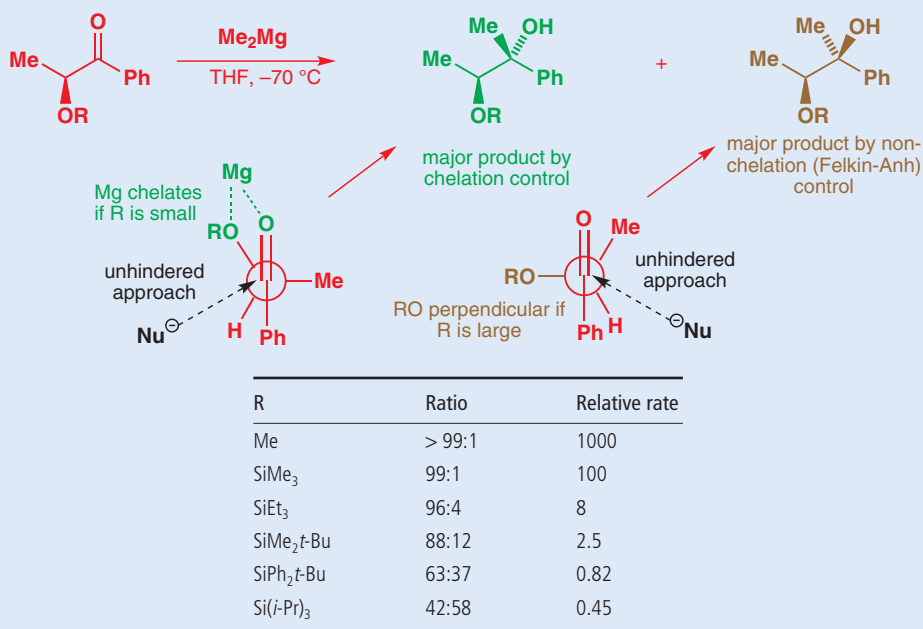 O
Me
Ph
OR
Me₂Mg
THF, –70 °C
Me OH
Me
Ph
OR
major product by
chelation control
+
Me OH
Me
Ph
OR
major product by non-
chelation (Felkin-Anh)
control
Mg
Mg chelates
if R is small
RO O
unhindered
approach
Me
Nu⊖
H Ph
O
Me
RO
unhindered
approach
RO perpendicular if
R is large
Ph H
⊖Nu
R Ratio Relative rate
Me > 99:1 1000
SiMe₃ 99:1 100
SiEt₃ 96:4 8
SiMe₂t-Bu 88:12 2.5
SiPh₂t-Bu 63:37 0.82
Si(i-Pr)₃ 42:58 0.45